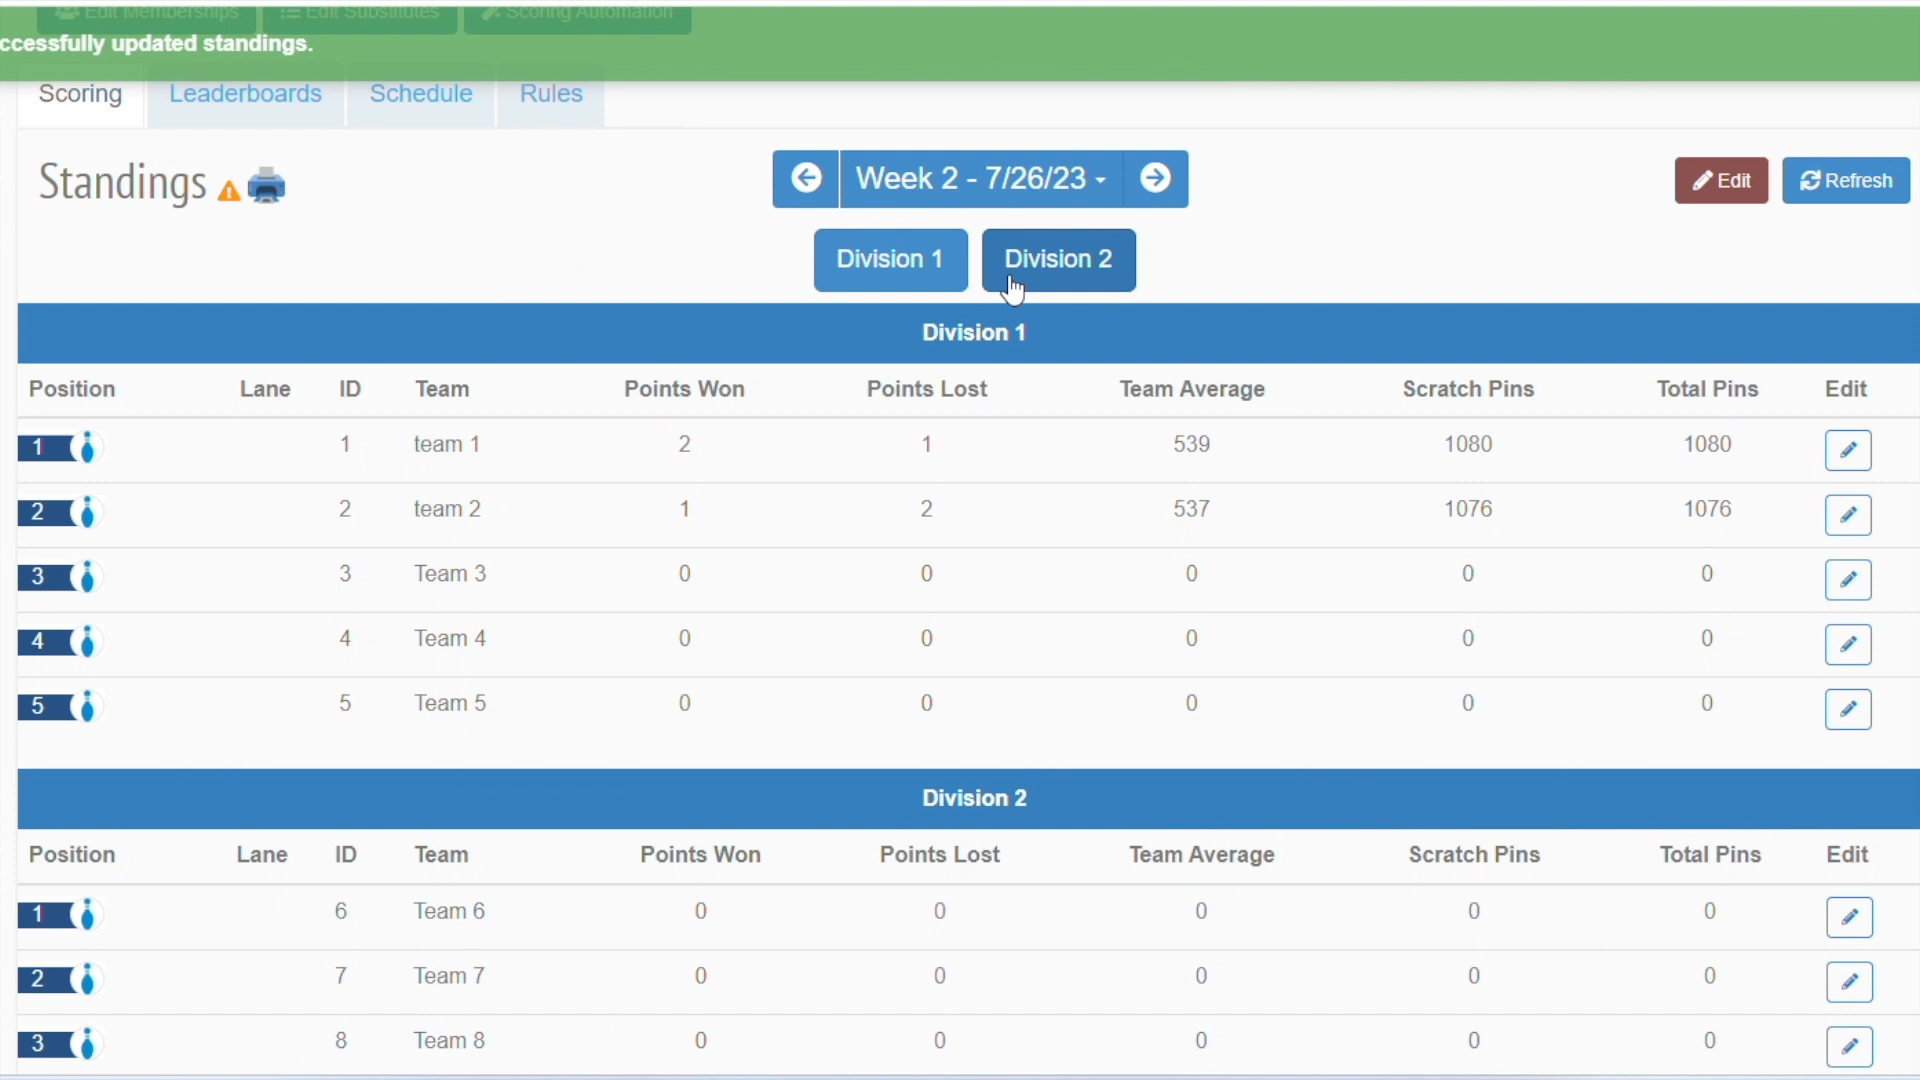 Edit Memberships Edit Substitutes Scoring Automation
ccessfully updated standings.
Scoring Leaderboards Schedule Rules
Standings Week 2 - 7/26/23 Edit Refresh
Division 1 Division 2
Division 1
Position Lane ID Team Points Won Points Lost Team Average Scratch Pins Total Pins Edit
1 1 team 1 2 1 539 1080 1080
2 2 team 2 1 2 537 1076 1076
3 3 Team 3 0 0 0 0 0
4 4 Team 4 0 0 0 0 0
5 5 Team 5 0 0 0 0 0
Division 2
Position Lane ID Team Points Won Points Lost Team Average Scratch Pins Total Pins Edit
1 6 Team 6 0 0 0 0 0
2 7 Team 7 0 0 0 0 0
3 8 Team 8 0 0 0 0 0